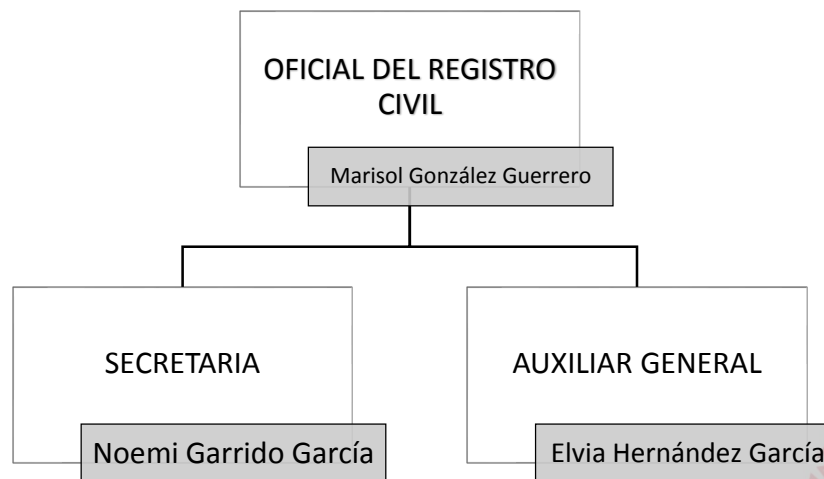 OFICIAL DEL REGISTRO
CIVIL
Marisol González Guerrero
SECRETARIA
AUXILIAR GENERAL
Noemi Garrido García
Elvia Hernández García